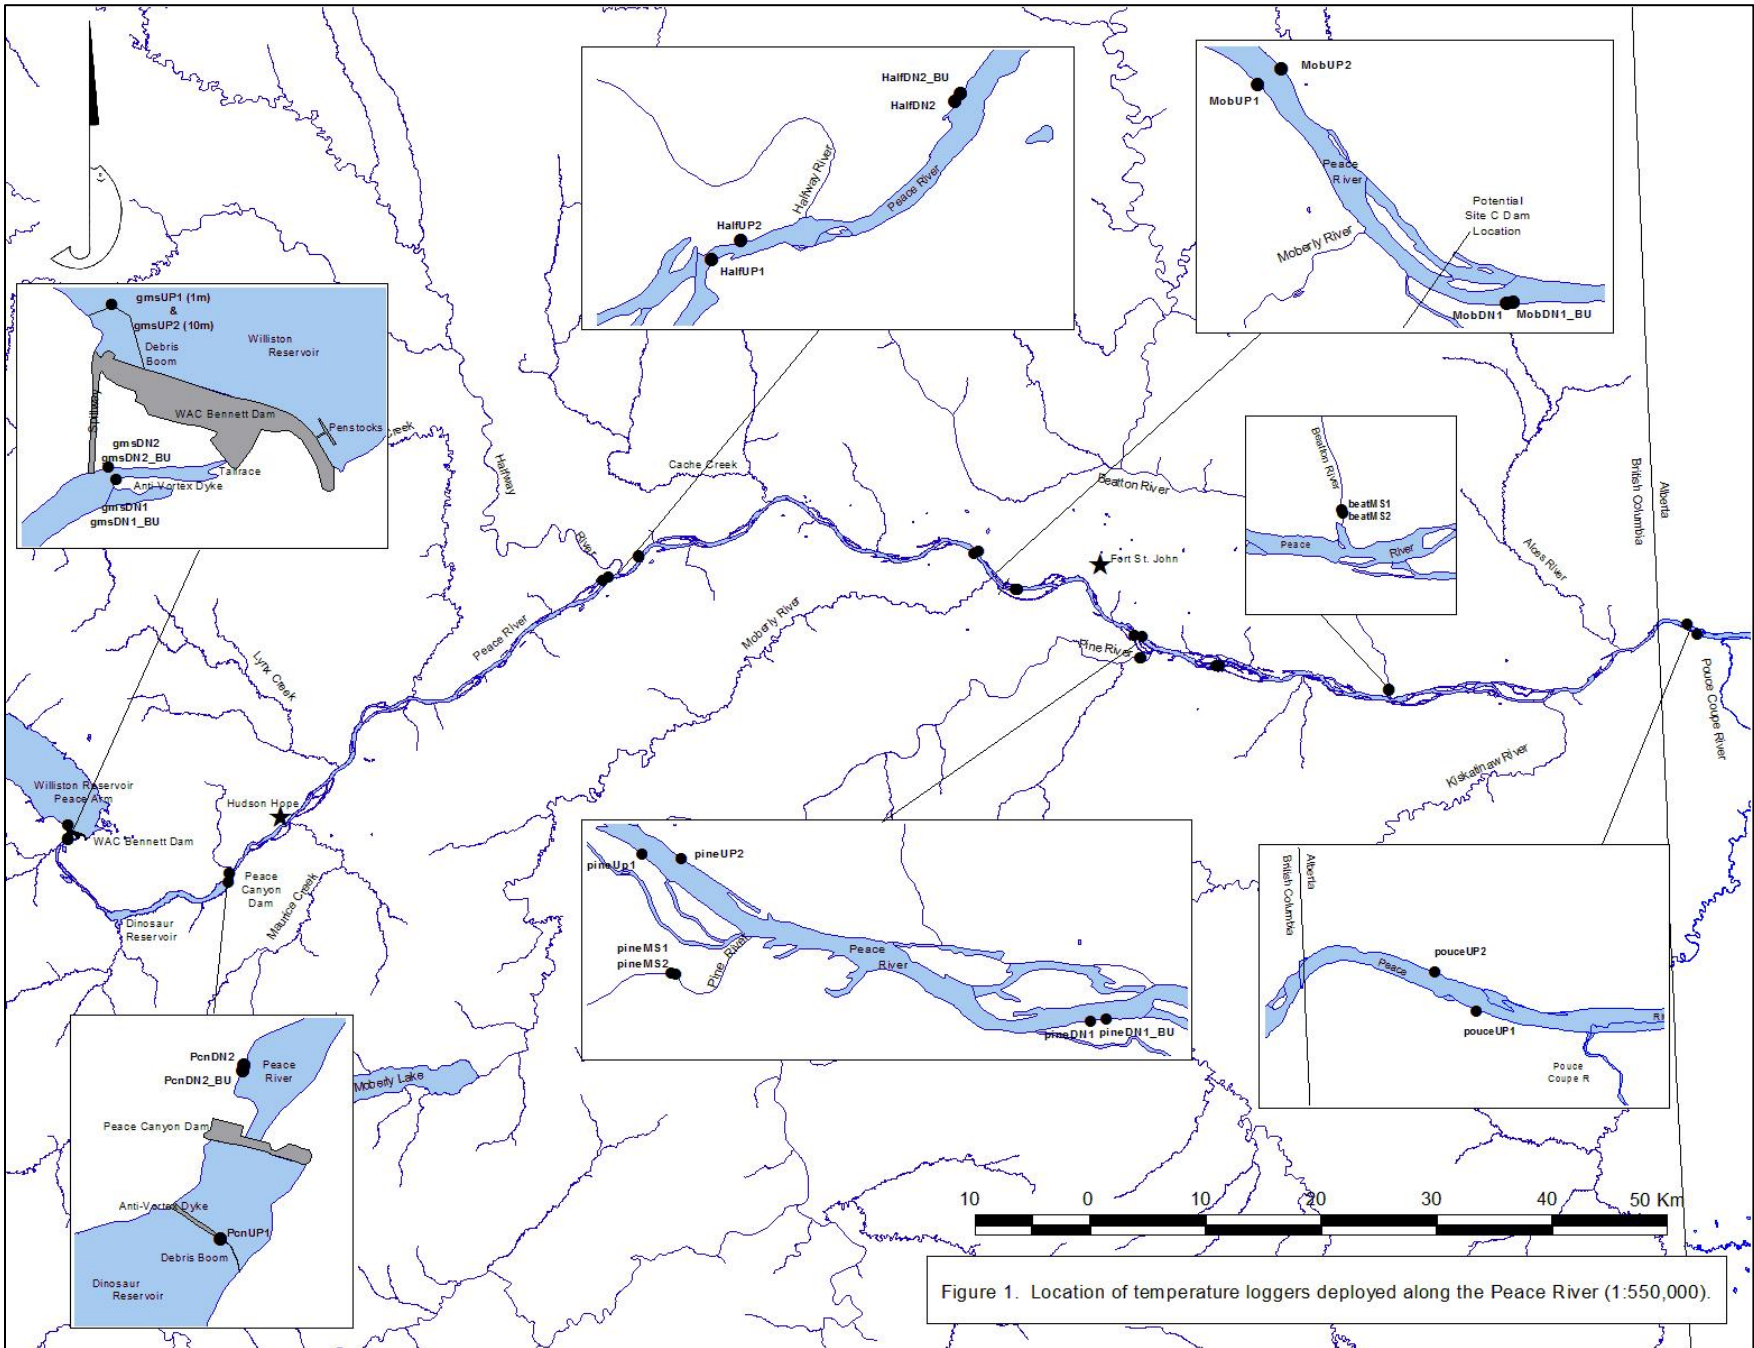 HalfDN2_BU
HalfDN2
Halfway River
Peace River
HalfUP2
HalfUP1
MobUP2
MobUP1
Peace
River
Potential
Site C Dam
Location
Moberly River
MobDN1
MobDN1_BU
gmsUP1 (1m)
&
gmsUP2 (10m)
Debris
Boom
Williston
Reservoir
Spillway
WAC Bennett Dam
Penstocks
gmsDN2
gmsDN2_BU
Tailrace
Anti Vortex Dyke
gmsDN1
gmsDN1_BU
Creek
Halfway
River
Cache Creek
Beatton River
Beatton River
beatMS1
beatMS2
Peace
River
British Columbia
Alberta
Alces River
Fort St. John
Moberly River
Peace River
Pine River
Lynx Creek
Pouce Coupe River
Kiskatinaw River
Williston Reservoir
Peace Arm
WAC Bennett Dam
Hudson Hope
Peace
Canyon
Dam
Maurice Creek
Dinosaur
Reservoir
pineUp1
pineUP2
pineMS1
pineMS2
Pine River
Peace
River
pineDN1
pineDN1_BU
British Columbia
Alberta
Peace
pouceUP2
pouceUP1
Pouce
Coupe R
PcnDN2
PcnDN2_BU
Peace
River
Peace Canyon Dam
Anti-Vortex Dyke
PcnUP1
Debris Boom
Dinosaur
Reservoir
Moberly Lake
10 0 10 20 30 40 50 Km
Figure 1. Location of temperature loggers deployed along the Peace River (1:550,000).